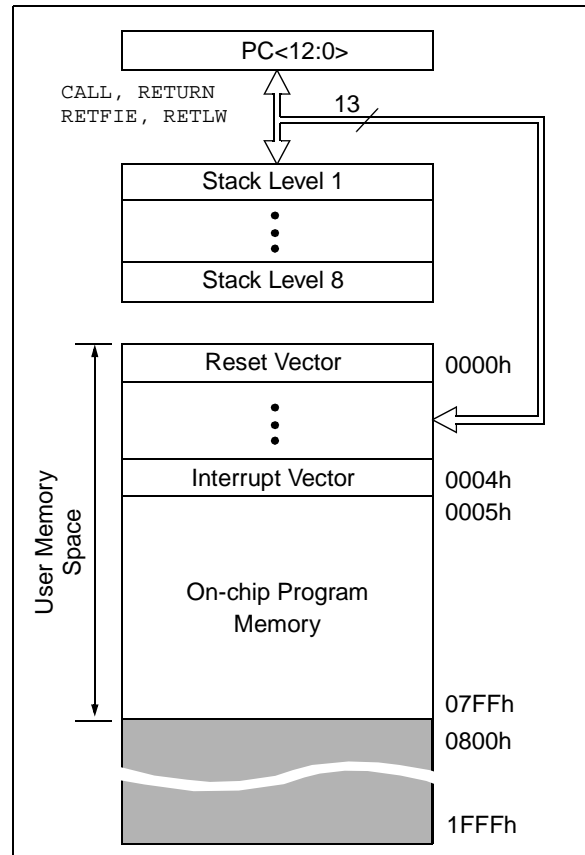 PC<12:0>
CALL, RETURN
RETFIE, RETLW
13
Stack Level 1
Stack Level 8
Reset Vector
0000h
Interrupt Vector
0004h
0005h
User Memory
Space
On-chip Program
Memory
07FFh
0800h
1FFFh